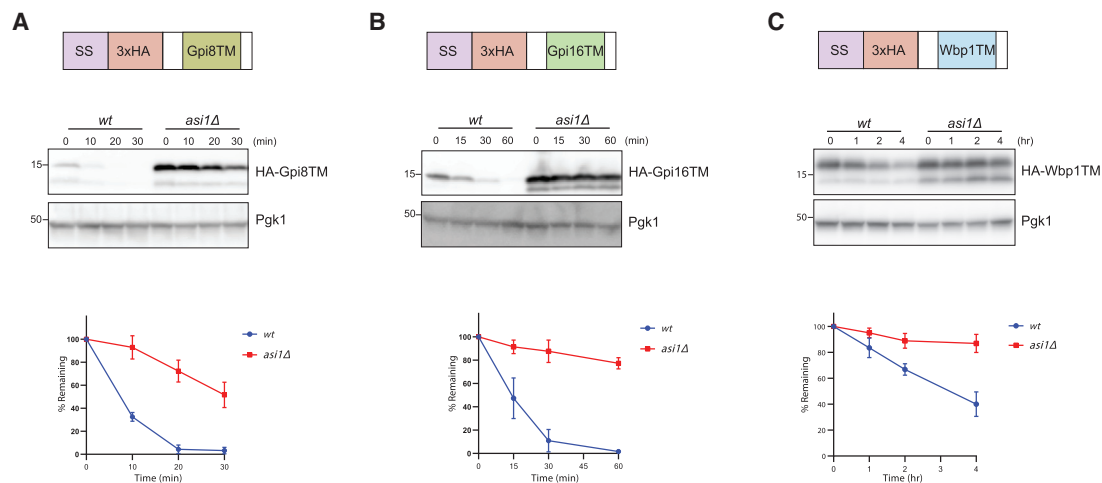 A
SS 3xHA Gpi8TM
wt asi1Δ
0 10 20 30 0 10 20 30 (min)
15
HA-Gpi8TM
50
Pgk1
100
80
60
40
20
0
% Remaining
0 10 20 30
Time (min)
wt
asi1Δ
B
SS 3xHA Gpi16TM
wt asi1Δ
0 15 30 60 0 15 30 60 (min)
15
HA-Gpi16TM
50
Pgk1
100
80
60
40
20
0
% Remaining
0 15 30 45 60
Time (min)
wt
asi1Δ
C
SS 3xHA Wbp1TM
wt asi1Δ
0 1 2 4 0 1 2 4 (hr)
15
HA-Wbp1TM
50
Pgk1
100
80
60
40
20
0
% Remaining
0 1 2 3 4
Time (hr)
wt
asi1Δ